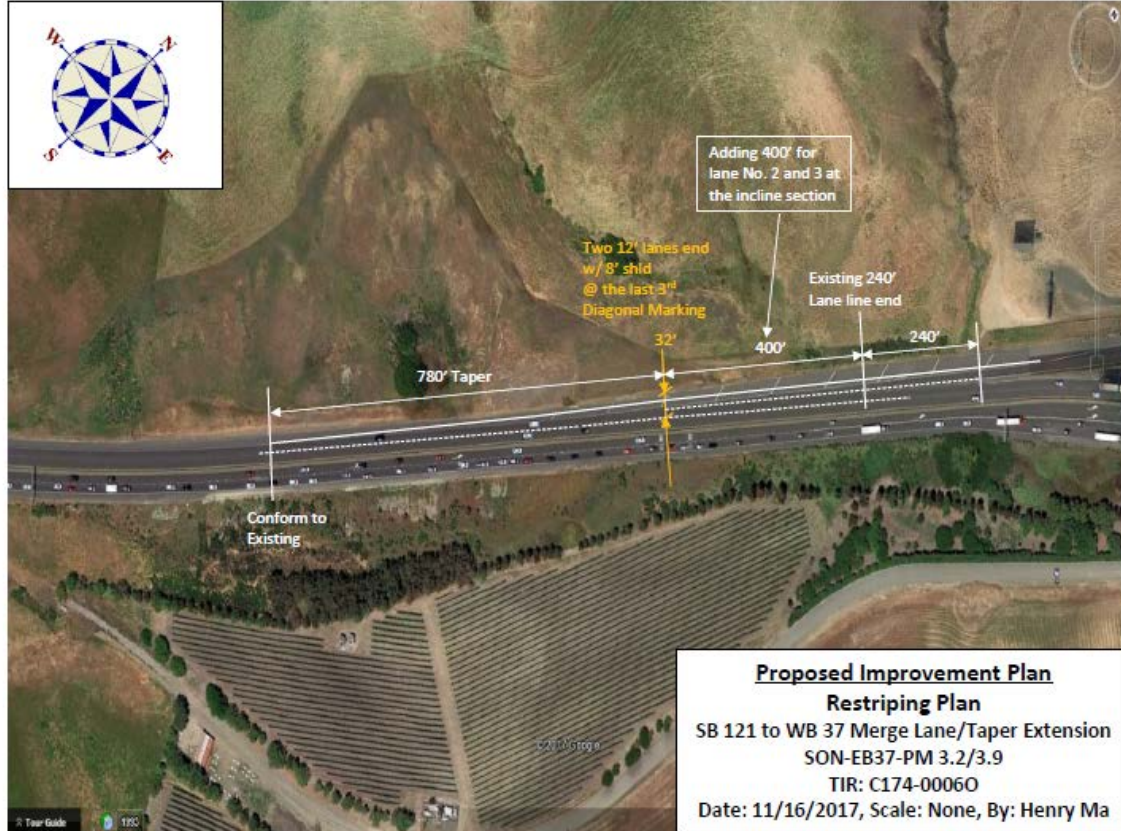 W
N
S
E
Adding 400' for
lane No. 2 and 3 at
the incline section
Two 12' lanes end
w/ 8' shld
@ the last 3rd
Diagonal Marking
32'
Existing 240'
Lane line end
780' Taper
400'
240'
Conform to
Existing
Tour Guide
1993
Proposed Improvement Plan
Restriping Plan
SB 121 to WB 37 Merge Lane/Taper Extension
SON-EB37-PM 3.2/3.9
TIR: C174-0006O
Date: 11/16/2017, Scale: None, By: Henry Ma